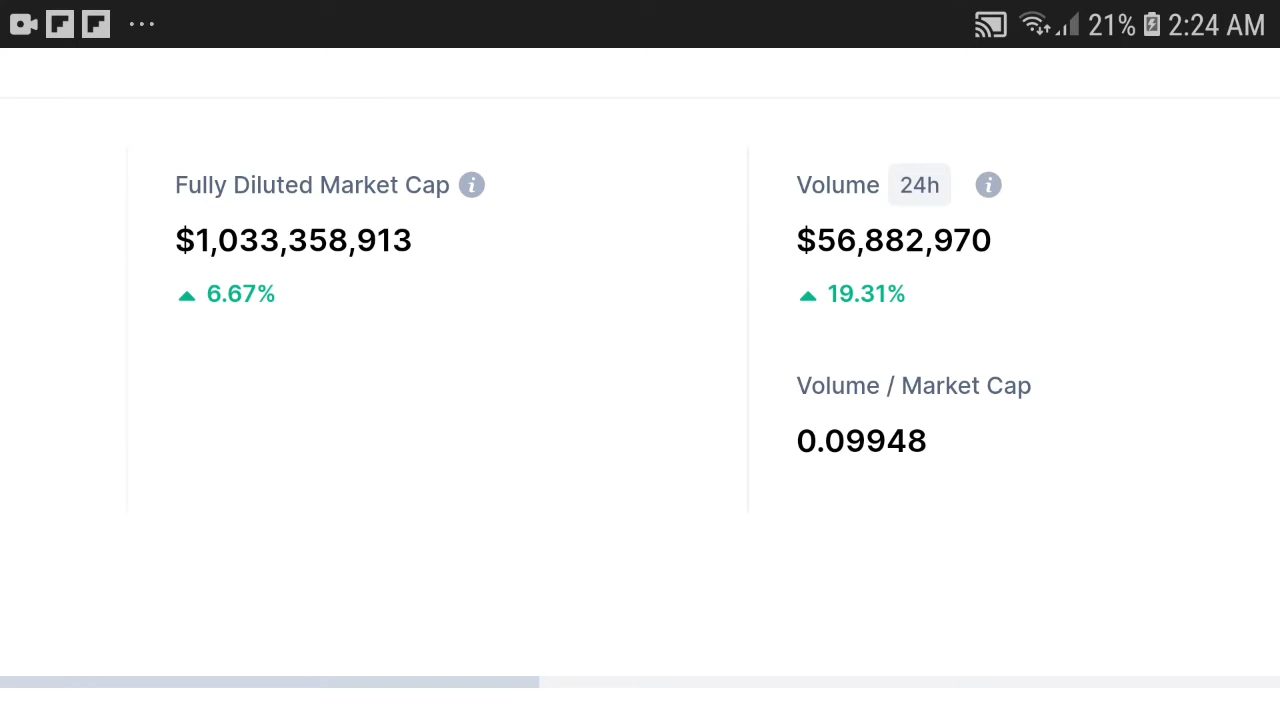 21% 2:24 AM
Fully Diluted Market Cap
$1,033,358,913
6.67%
Volume 24h
$56,882,970
19.31%
Volume / Market Cap
0.09948